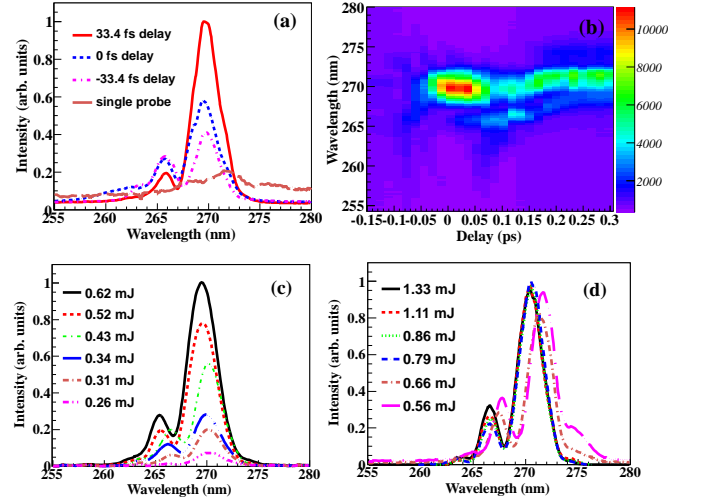 (a)
33.4 fs delay
0 fs delay
-33.4 fs delay
single probe
Intensity (arb. units)
1
0.8
0.6
0.4
0.2
255 260 265 270 275 280
Wavelength (nm)
(b)
Wavelength (nm)
280
275
270
265
260
255
-0.15 -0.1 -0.05 0 0.05 0.1 0.15 0.2 0.25 0.3
Delay (ps)
10000
8000
6000
4000
2000
(c)
0.62 mJ
0.52 mJ
0.43 mJ
0.34 mJ
0.31 mJ
0.26 mJ
Intensity (arb. units)
1
0.8
0.6
0.4
0.2
0
255 260 265 270 275 280
Wavelength (nm)
(d)
1.33 mJ
1.11 mJ
0.86 mJ
0.79 mJ
0.66 mJ
0.56 mJ
Intensity (arb. units)
1
0.8
0.6
0.4
0.2
0
255 260 265 270 275 280
Wavelength (nm)